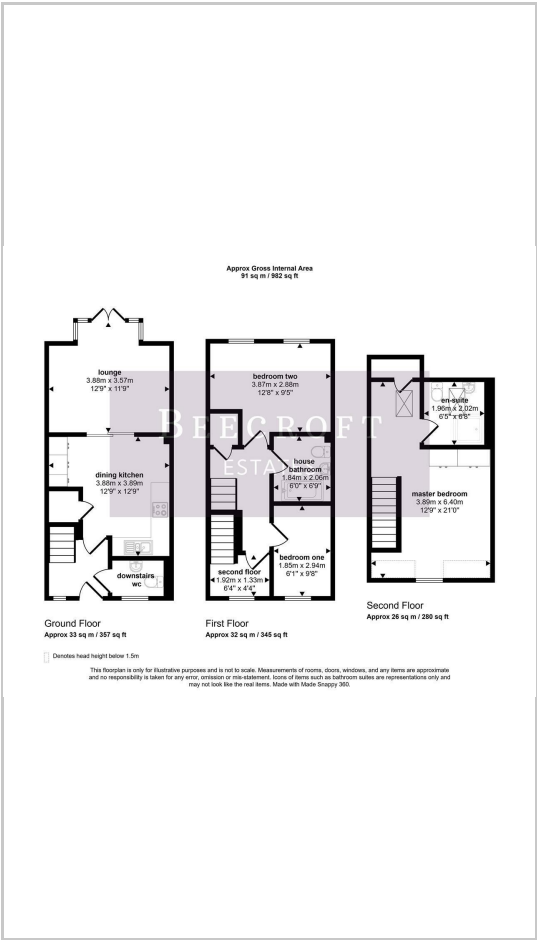 Approx Gross Internal Area
91 sq m / 982 sq ft
lounge
3.88m x 3.57m
12'9" x 11'9"
dining kitchen
3.88m x 3.89m
12'9" x 12'9"
downstairs
wc
Ground Floor
Approx 33 sq m / 357 sq ft
bedroom two
3.87m x 2.88m
12'8" x 9'5"
house
bathroom
1.84m x 2.06m
6'0" x 6'9"
bedroom one
1.85m x 2.94m
6'1" x 9'8"
second floor
1.92m x 1.33m
6'4" x 4'4"
First Floor
Approx 32 sq m / 345 sq ft
en-suite
1.96m x 2.02m
6'5" x 6'8"
master bedroom
3.89m x 6.40m
12'9" x 21'0"
Second Floor
Approx 26 sq m / 280 sq ft
BEECROFT
Denotes head height below 1.5m
This floorplan is only for illustrative purposes and is not to scale. Measurements of rooms, doors, windows, and any items are approximate
and no responsibility is taken for any error, omission or mis-statement. Icons of items such as bathroom suites are representations only and
may not look like the real items. Made with Made Snappy 360.